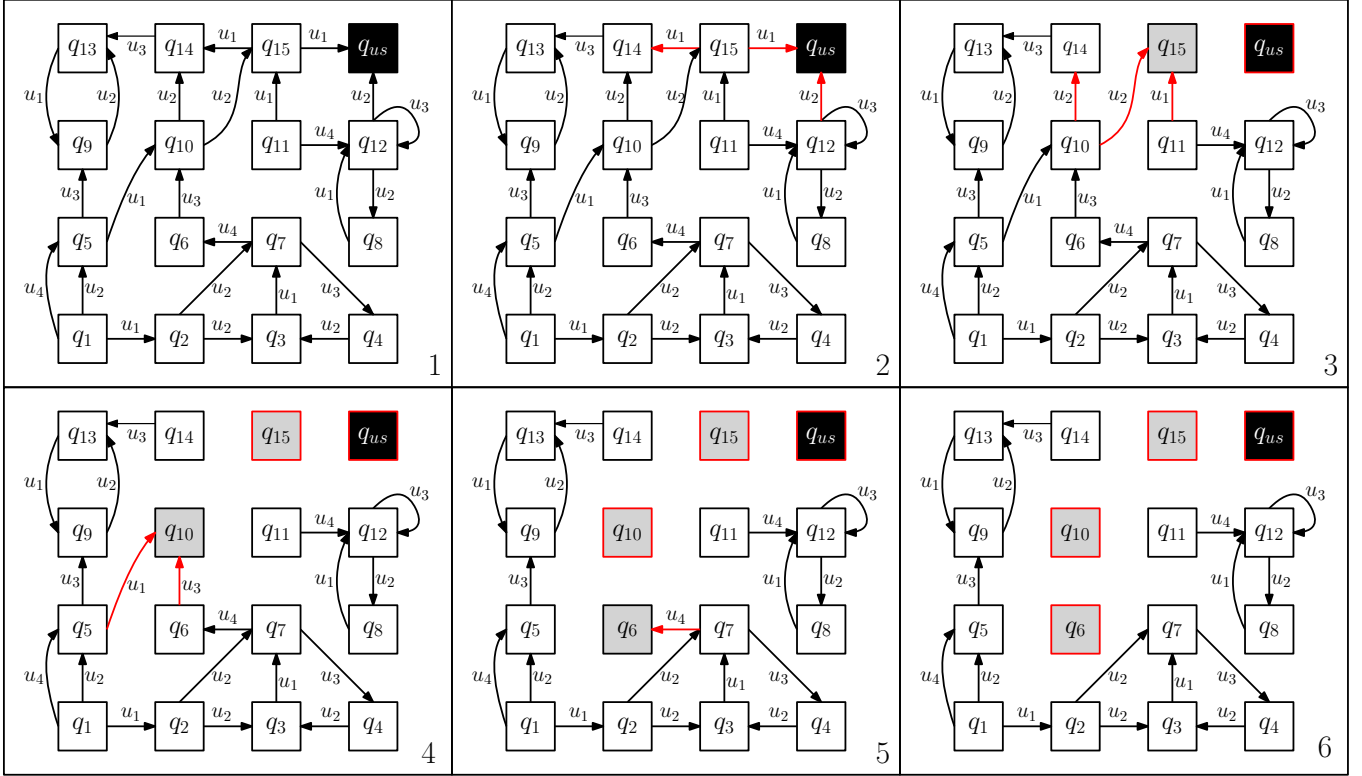 q13 u3 q14 u1 q15 u1 qus
u1 u2 u2 u2 u1 u2 u3
q9 q10 q11 u4 q12
u3 u1 u3 u1 u2
q5 q6 u4 q7 q8
u4 u2 u2 u1 u3
q1 u1 q2 u2 q3 u2 q4
1
q13 u3 q14 u1 q15 u1 qus
u1 u2 u2 u2 u1 u2 u3
q9 q10 q11 u4 q12
u3 u1 u3 u1 u2
q5 q6 u4 q7 q8
u4 u2 u2 u1 u3
q1 u1 q2 u2 q3 u2 q4
2
q13 u3 q14 q15 qus
u1 u2 u2 u2 u1 u3
q9 q10 q11 u4 q12
u3 u1 u3 u1 u2
q5 q6 u4 q7 q8
u4 u2 u2 u1 u3
q1 u1 q2 u2 q3 u2 q4
3
q13 u3 q14 q15 qus
u1 u2 u3
q9 q10 q11 u4 q12
u3 u1 u3 u1 u2
q5 q6 u4 q7 q8
u4 u2 u2 u1 u3
q1 u1 q2 u2 q3 u2 q4
4
q13 u3 q14 q15 qus
u1 u2 u3
q9 q10 q11 u4 q12
u3 u1 u2
q5 q6 u4 q7 q8
u4 u2 u2 u1 u3
q1 u1 q2 u2 q3 u2 q4
5
q13 u3 q14 q15 qus
u1 u2 u3
q9 q10 q11 u4 q12
u3 u1 u2
q5 q6 q7 q8
u4 u2 u2 u1 u3
q1 u1 q2 u2 q3 u2 q4
6